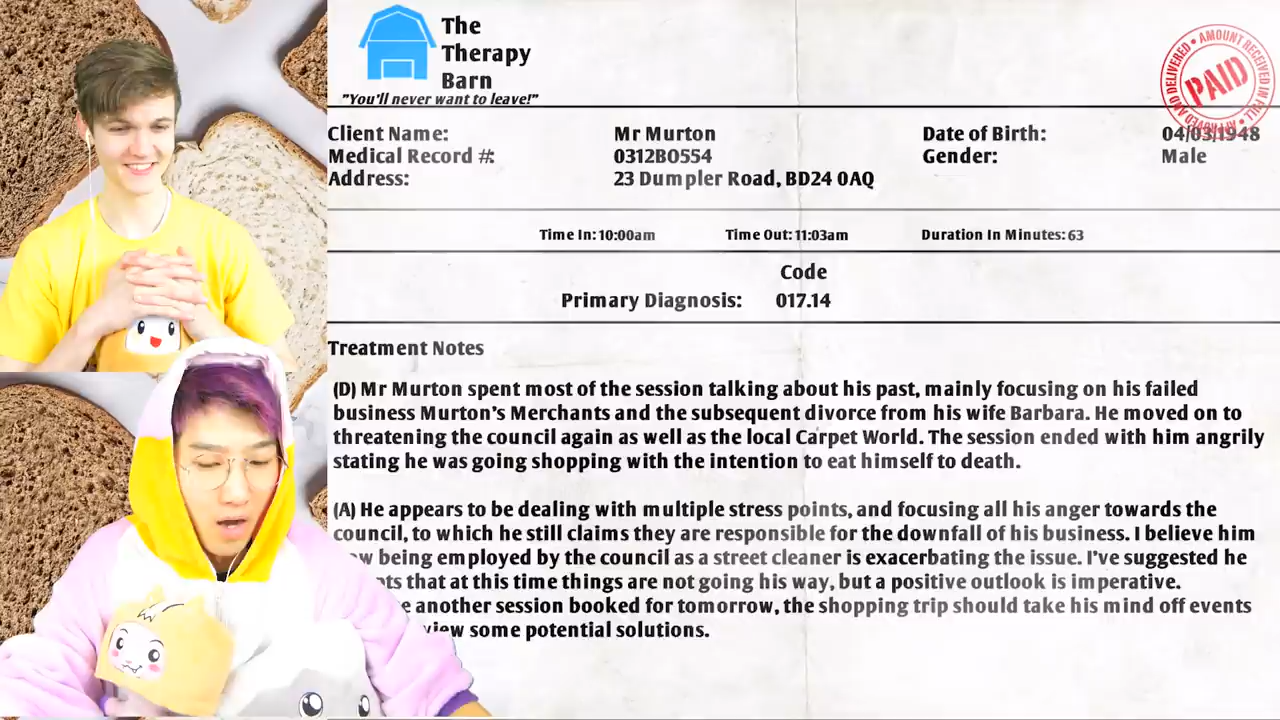 The
Therapy
Barn
"You'll never want to leave!"
AMOUNT RECEIVED IN FULL • APPROVED AND DELIVERED •
PAID
Client Name: Mr Murton Date of Birth: 04/03/1948
Medical Record #: 0312B0554 Gender: Male
Address: 23 Dumpler Road, BD24 0AQ
Time In: 10:00am Time Out: 11:03am Duration In Minutes: 63
Code
Primary Diagnosis: 017.14
Treatment Notes
(D) Mr Murton spent most of the session talking about his past, mainly focusing on his failed
business Murton's Merchants and the subsequent divorce from his wife Barbara. He moved on to
threatening the council again as well as the local Carpet World. The session ended with him angrily
stating he was going shopping with the intention to eat himself to death.
(A) He appears to be dealing with multiple stress points, and focusing all his anger towards the
council, to which he still claims they are responsible for the downfall of his business. I believe him
being employed by the council as a street cleaner is exacerbating the issue. I've suggested he
that at this time things are not going his way, but a positive outlook is imperative.
another session booked for tomorrow, the shopping trip should take his mind off events
some potential solutions.